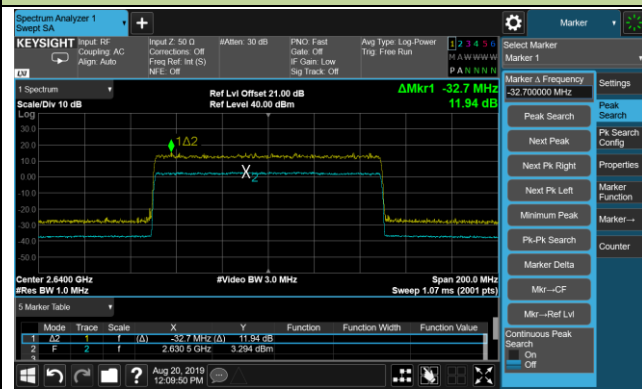 Spectrum Analyzer 1
Swept SA
Marker
KEYSIGHT
Input: RF
Coupling: AC
Align: Auto
Input Z: 50 Ω
Corrections: Off
Freq Ref: Int (S)
NFE: Off
#Atten: 30 dB
PNO: Fast
Gate: Off
IF Gain: Low
Sig Track: Off
Avg Type: Log-Power
Trig: Free Run
1 2 3 4 5 6
M A W W W W
P A N N N N
LXI
Select Marker
Marker 1
1 Spectrum
Scale/Div 10 dB
Log
Ref Lvl Offset 21.00 dB
Ref Level 40.00 dBm
ΔMkr1 -32.7 MHz
11.94 dB
30.0
20.0
10.0
0.00
-10.0
-20.0
-30.0
-40.0
-50.0
1Δ2
X2
Center 2.6400 GHz
#Res BW 1.0 MHz
#Video BW 3.0 MHz
Span 200.0 MHz
Sweep 1.07 ms (2001 pts)
5 Marker Table
Mode Trace Scale X Y Function Function Width Function Value
1 Δ2 1 f (Δ) -32.7 MHz (Δ) 11.94 dB
2 F 2 f 2.630 5 GHz 3.294 dBm
3
Aug 20, 2019
12:09:50 PM
Marker Δ Frequency
-32.700000 MHz
Peak Search
Next Peak
Next Pk Right
Next Pk Left
Minimum Peak
Pk-Pk Search
Marker Delta
Mkr→CF
Mkr→Ref Lvl
Continuous Peak
Search
On
Off
Settings
Peak
Search
Pk Search
Config
Properties
Marker
Function
Marker→
Counter